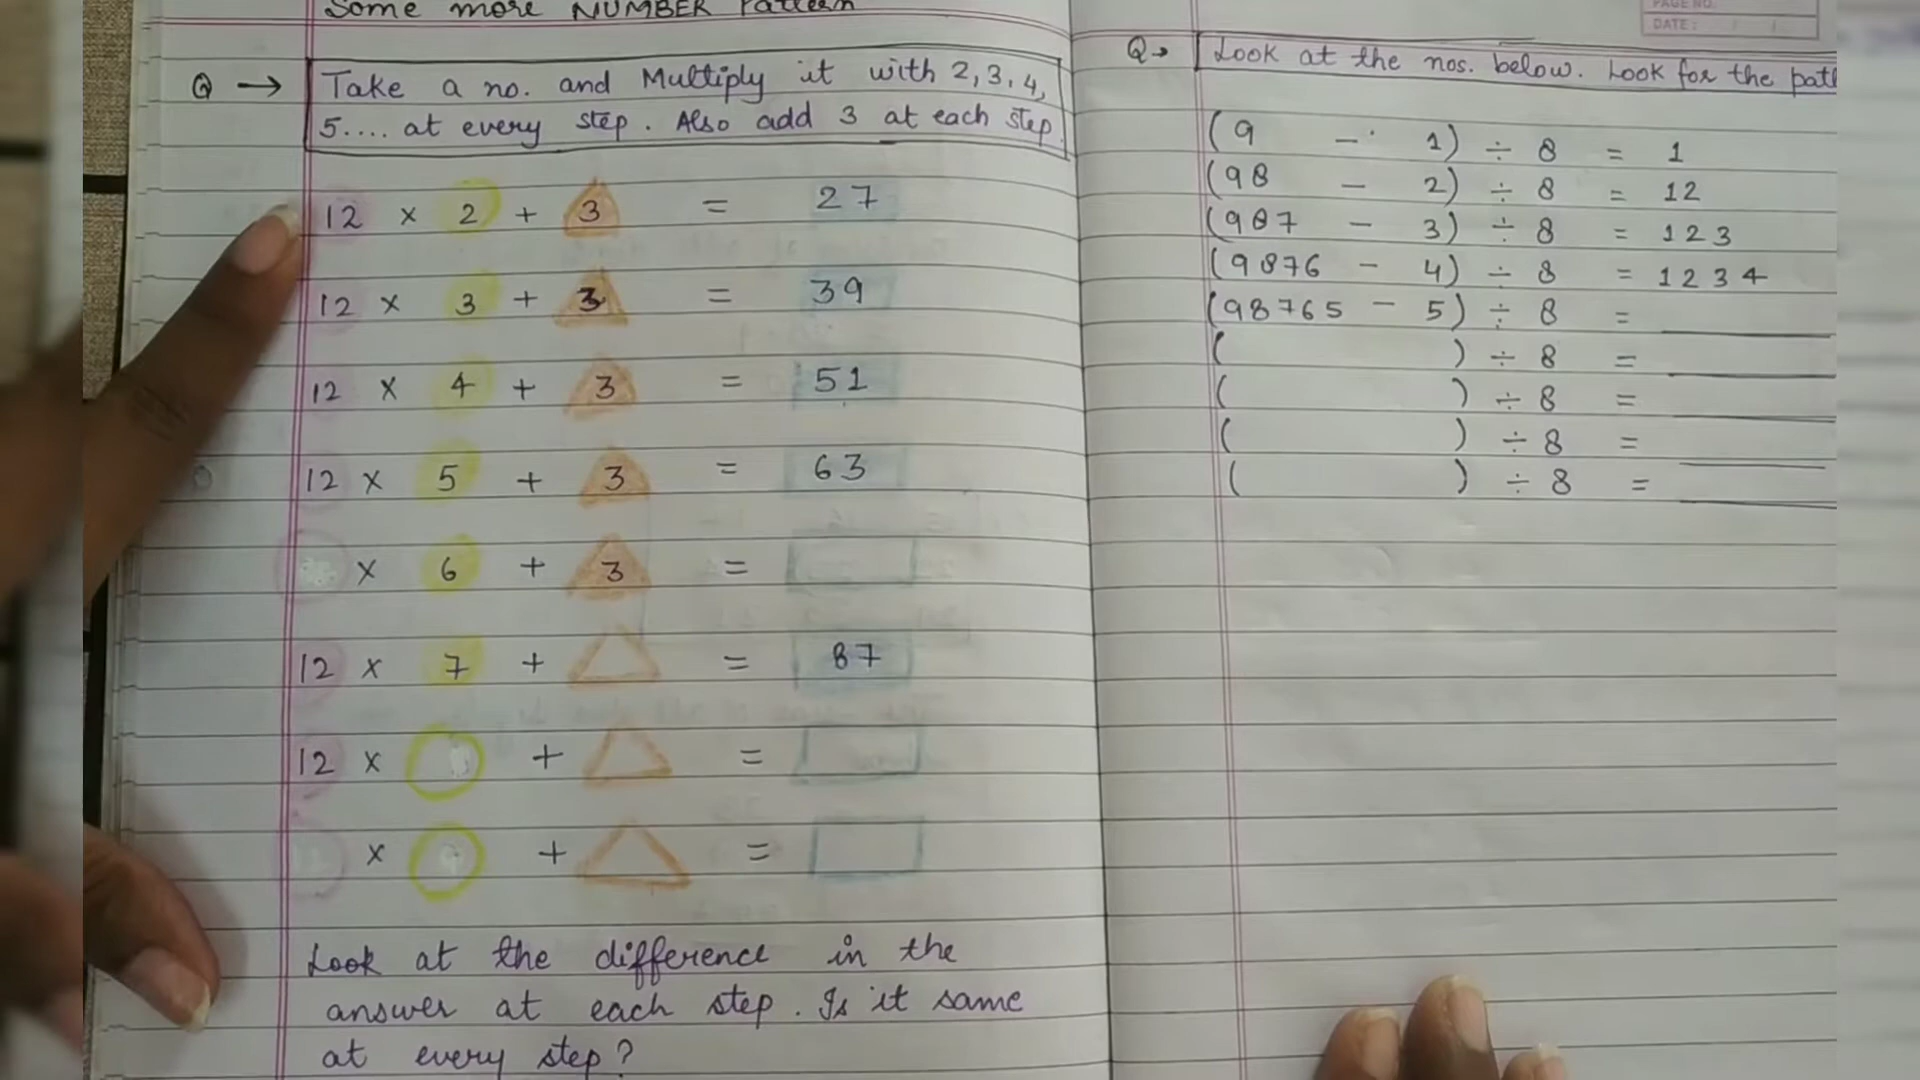 Some more NUMBER Pattern
Q → Take a no. and Multiply it with 2, 3, 4,
5.... at every step. Also add 3 at each step.
12 × 2 + 3 = 27
12 × 3 + 3 = 39
12 × 4 + 3 = 51
12 × 5 + 3 = 63
× 6 + 3 =
12 × 7 + = 87
12 × + =
× + =
Look at the difference in the
answer at each step. Is it same
at every step?
PAGE NO.
DATE:
Q → Look at the nos. below. Look for the
(9 - 1) ÷ 8 = 1
(98 - 2) ÷ 8 = 12
(987 - 3) ÷ 8 = 123
(9876 - 4) ÷ 8 = 1234
(98765 - 5) ÷ 8 =
( ) ÷ 8 =
( ) ÷ 8 =
( ) ÷ 8 =
( ) ÷ 8 =